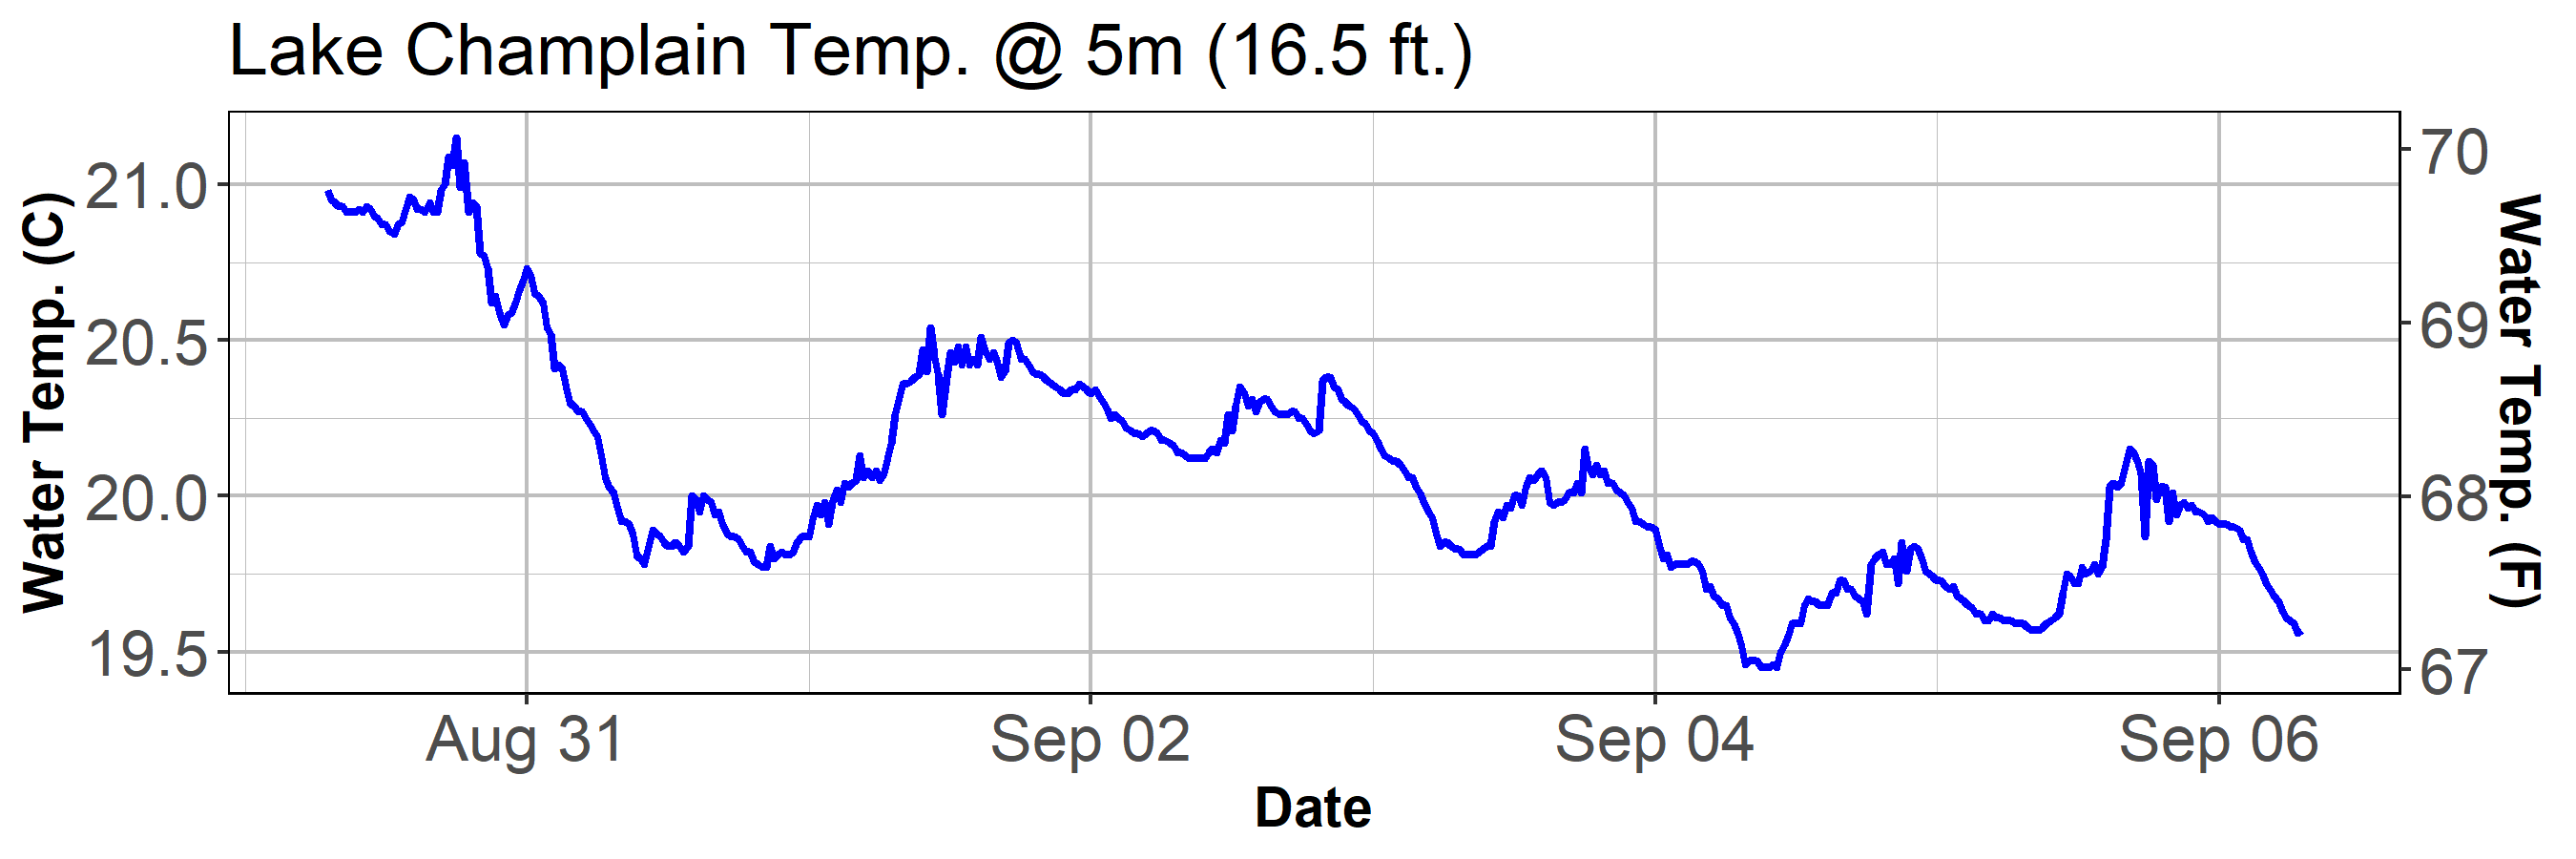 Lake Champlain Temp. @ 5m (16.5 ft.)
Water Temp. (C)
21.0
20.5
20.0
19.5
70
69
68
67
Water Temp. (F)
Aug 31
Sep 02
Sep 04
Sep 06
Date